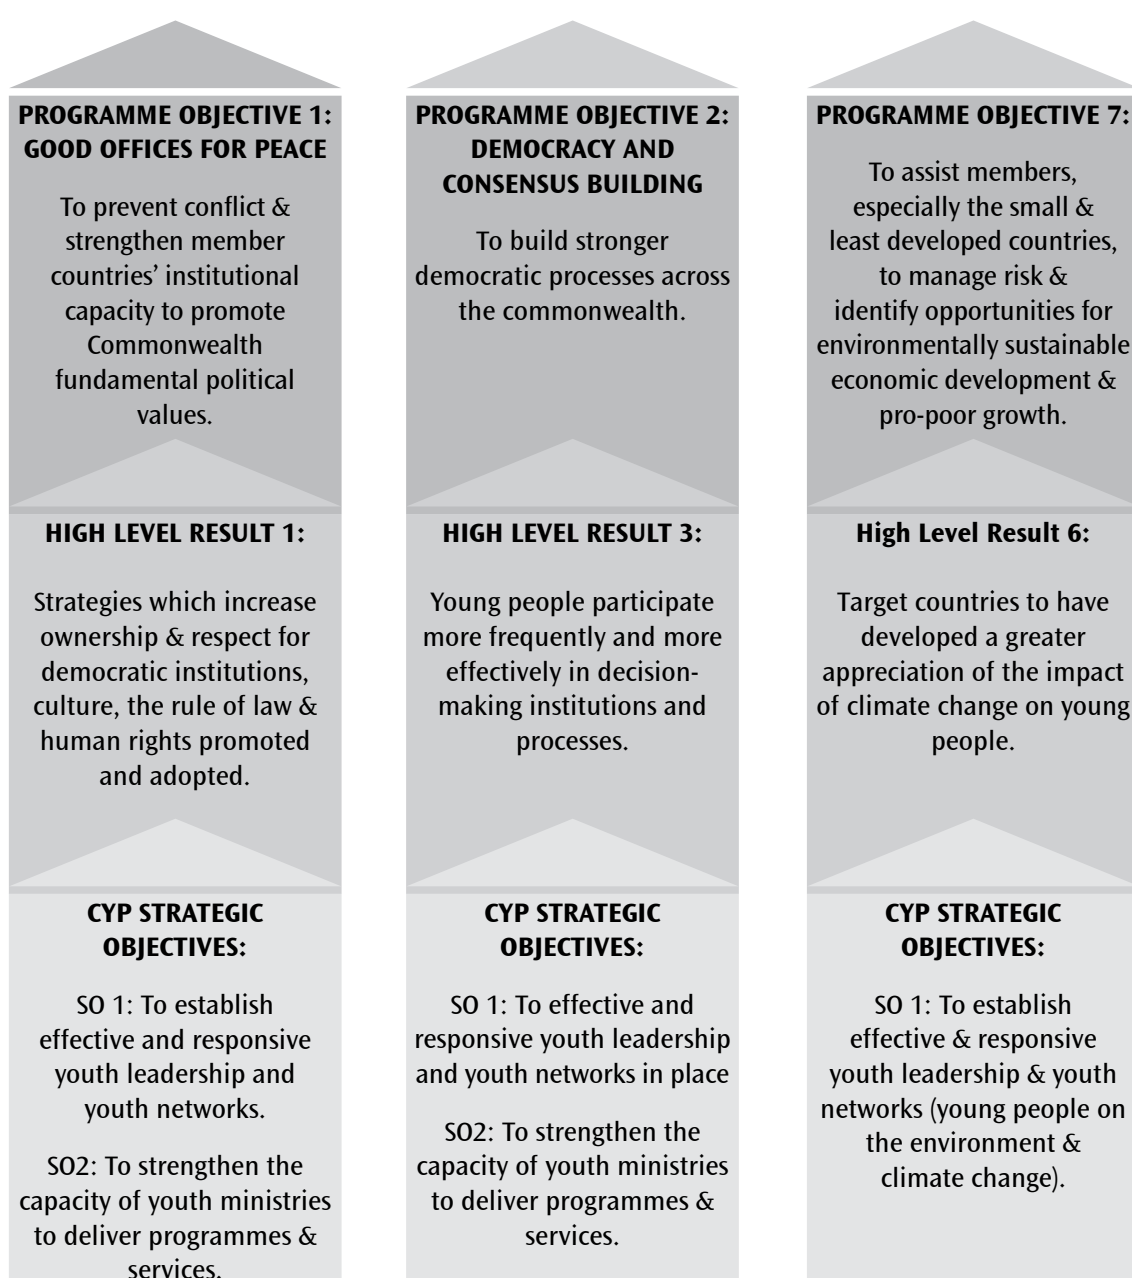 PROGRAMME OBJECTIVE 1:
GOOD OFFICES FOR PEACE
To prevent conflict &
strengthen member
countries’ institutional
capacity to promote
Commonwealth
fundamental political
values.
HIGH LEVEL RESULT 1:
Strategies which increase
ownership & respect for
democratic institutions,
culture, the rule of law &
human rights promoted
and adopted.
CYP STRATEGIC
OBJECTIVES:
SO 1: To establish
effective and responsive
youth leadership and
youth networks.
SO2: To strengthen the
capacity of youth ministries
to deliver programmes &
services.
PROGRAMME OBJECTIVE 2:
DEMOCRACY AND
CONSENSUS BUILDING
To build stronger
democratic processes across
the commonwealth.
HIGH LEVEL RESULT 3:
Young people participate
more frequently and more
effectively in decision-
making institutions and
processes.
CYP STRATEGIC
OBJECTIVES:
SO 1: To effective and
responsive youth leadership
and youth networks in place
SO2: To strengthen the
capacity of youth ministries
to deliver programmes &
services.
PROGRAMME OBJECTIVE 7:
To assist members,
especially the small &
least developed countries,
to manage risk &
identify opportunities for
environmentally sustainable
economic development &
pro-poor growth.
High Level Result 6:
Target countries to have
developed a greater
appreciation of the impact
of climate change on young
people.
CYP STRATEGIC
OBJECTIVES:
SO 1: To establish
effective & responsive
youth leadership & youth
networks (young people on
the environment &
climate change).